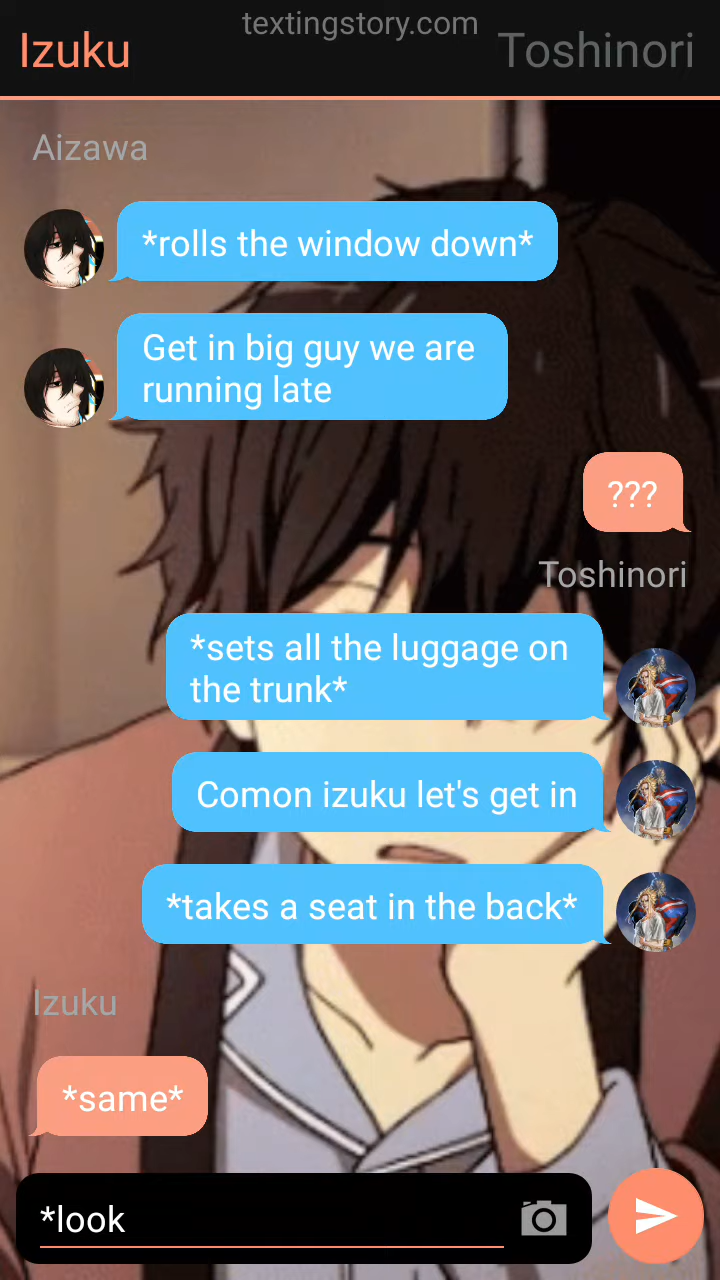 textingstory.com
Izuku
Toshinori
Aizawa
*rolls the window down*
Get in big guy we are
running late
???
Toshinori
*sets all the luggage on
the trunk*
Comon izuku let's get in
*takes a seat in the back*
Izuku
*same*
*look